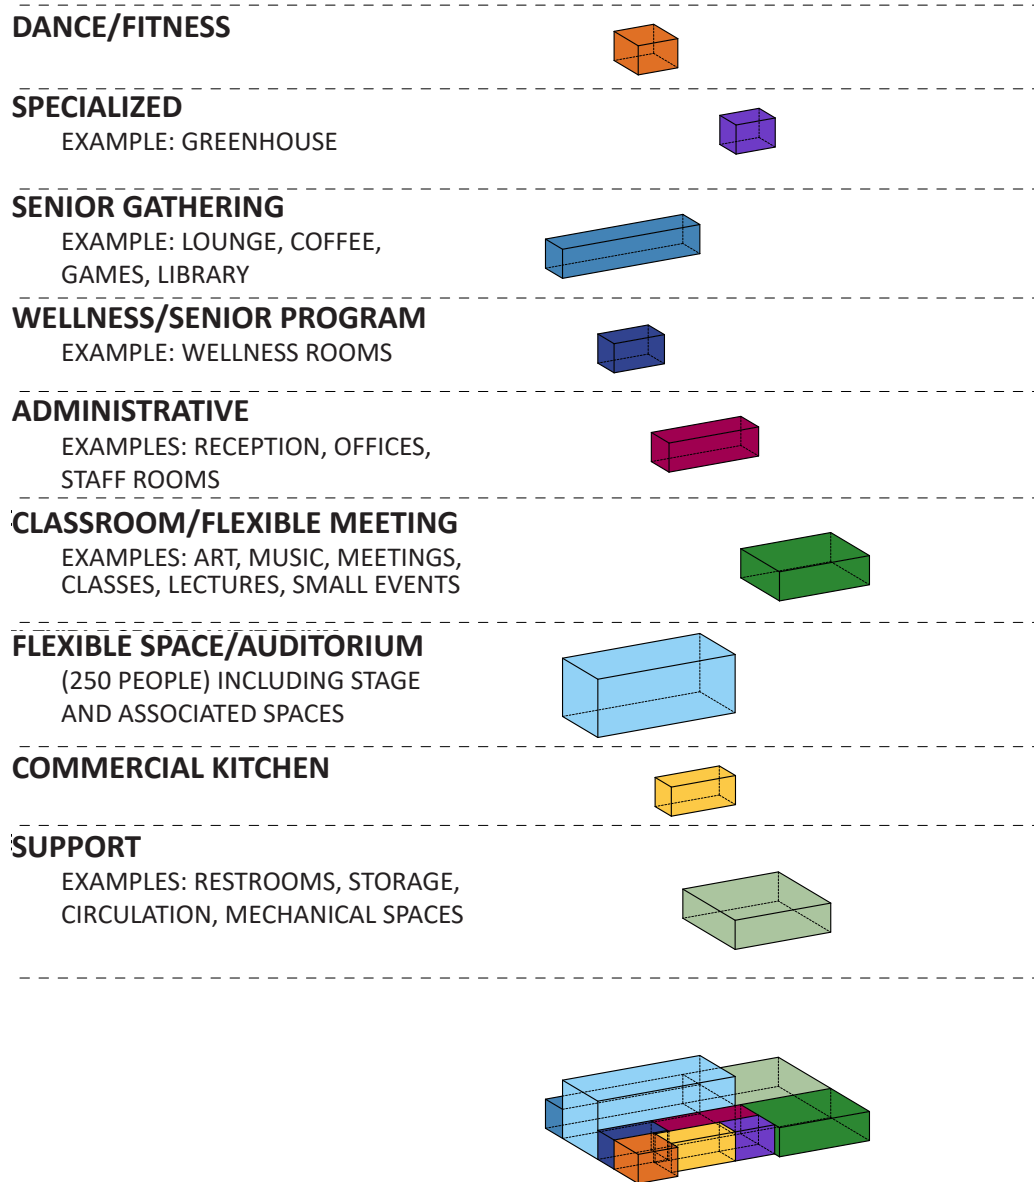 DANCE/FITNESS
SPECIALIZED
EXAMPLE: GREENHOUSE
SENIOR GATHERING
EXAMPLE: LOUNGE, COFFEE,
GAMES, LIBRARY
WELLNESS/SENIOR PROGRAM
EXAMPLE: WELLNESS ROOMS
ADMINISTRATIVE
EXAMPLES: RECEPTION, OFFICES,
STAFF ROOMS
CLASSROOM/FLEXIBLE MEETING
EXAMPLES: ART, MUSIC, MEETINGS,
CLASSES, LECTURES, SMALL EVENTS
FLEXIBLE SPACE/AUDITORIUM
(250 PEOPLE) INCLUDING STAGE
AND ASSOCIATED SPACES
COMMERCIAL KITCHEN
SUPPORT
EXAMPLES: RESTROOMS, STORAGE,
CIRCULATION, MECHANICAL SPACES